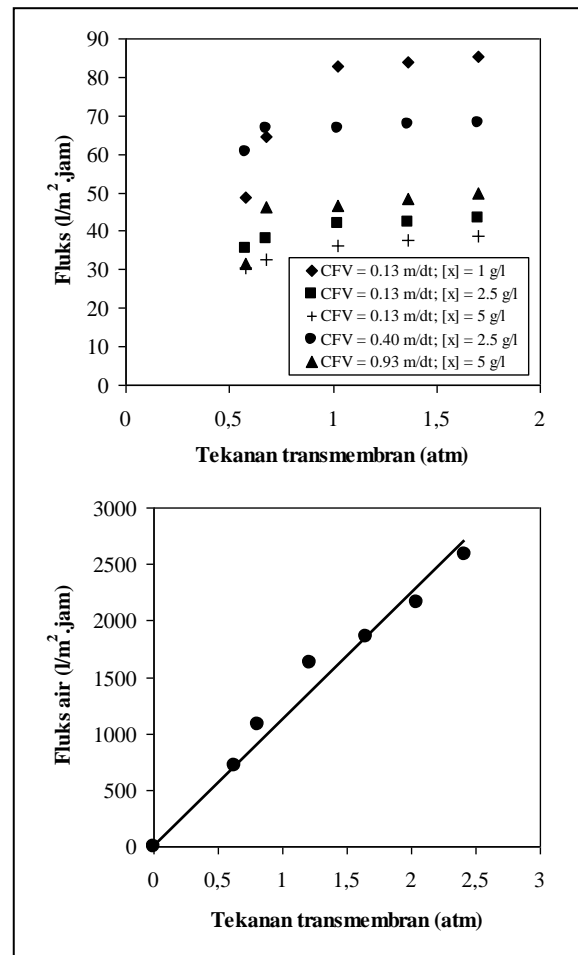 90
80
70
60
50
40
30
20
10
0
Fluks (l/m².jam)
CFV = 0.13 m/dt; [x] = 1 g/l
CFV = 0.13 m/dt; [x] = 2.5 g/l
CFV = 0.13 m/dt; [x] = 5 g/l
CFV = 0.40 m/dt; [x] = 2.5 g/l
CFV = 0.93 m/dt; [x] = 5 g/l
0 0,5 1 1,5 2
Tekanan transmembran (atm)
3000
2500
2000
1500
1000
500
0
Fluks air (l/m².jam)
0 0,5 1 1,5 2 2,5 3
Tekanan transmembran (atm)